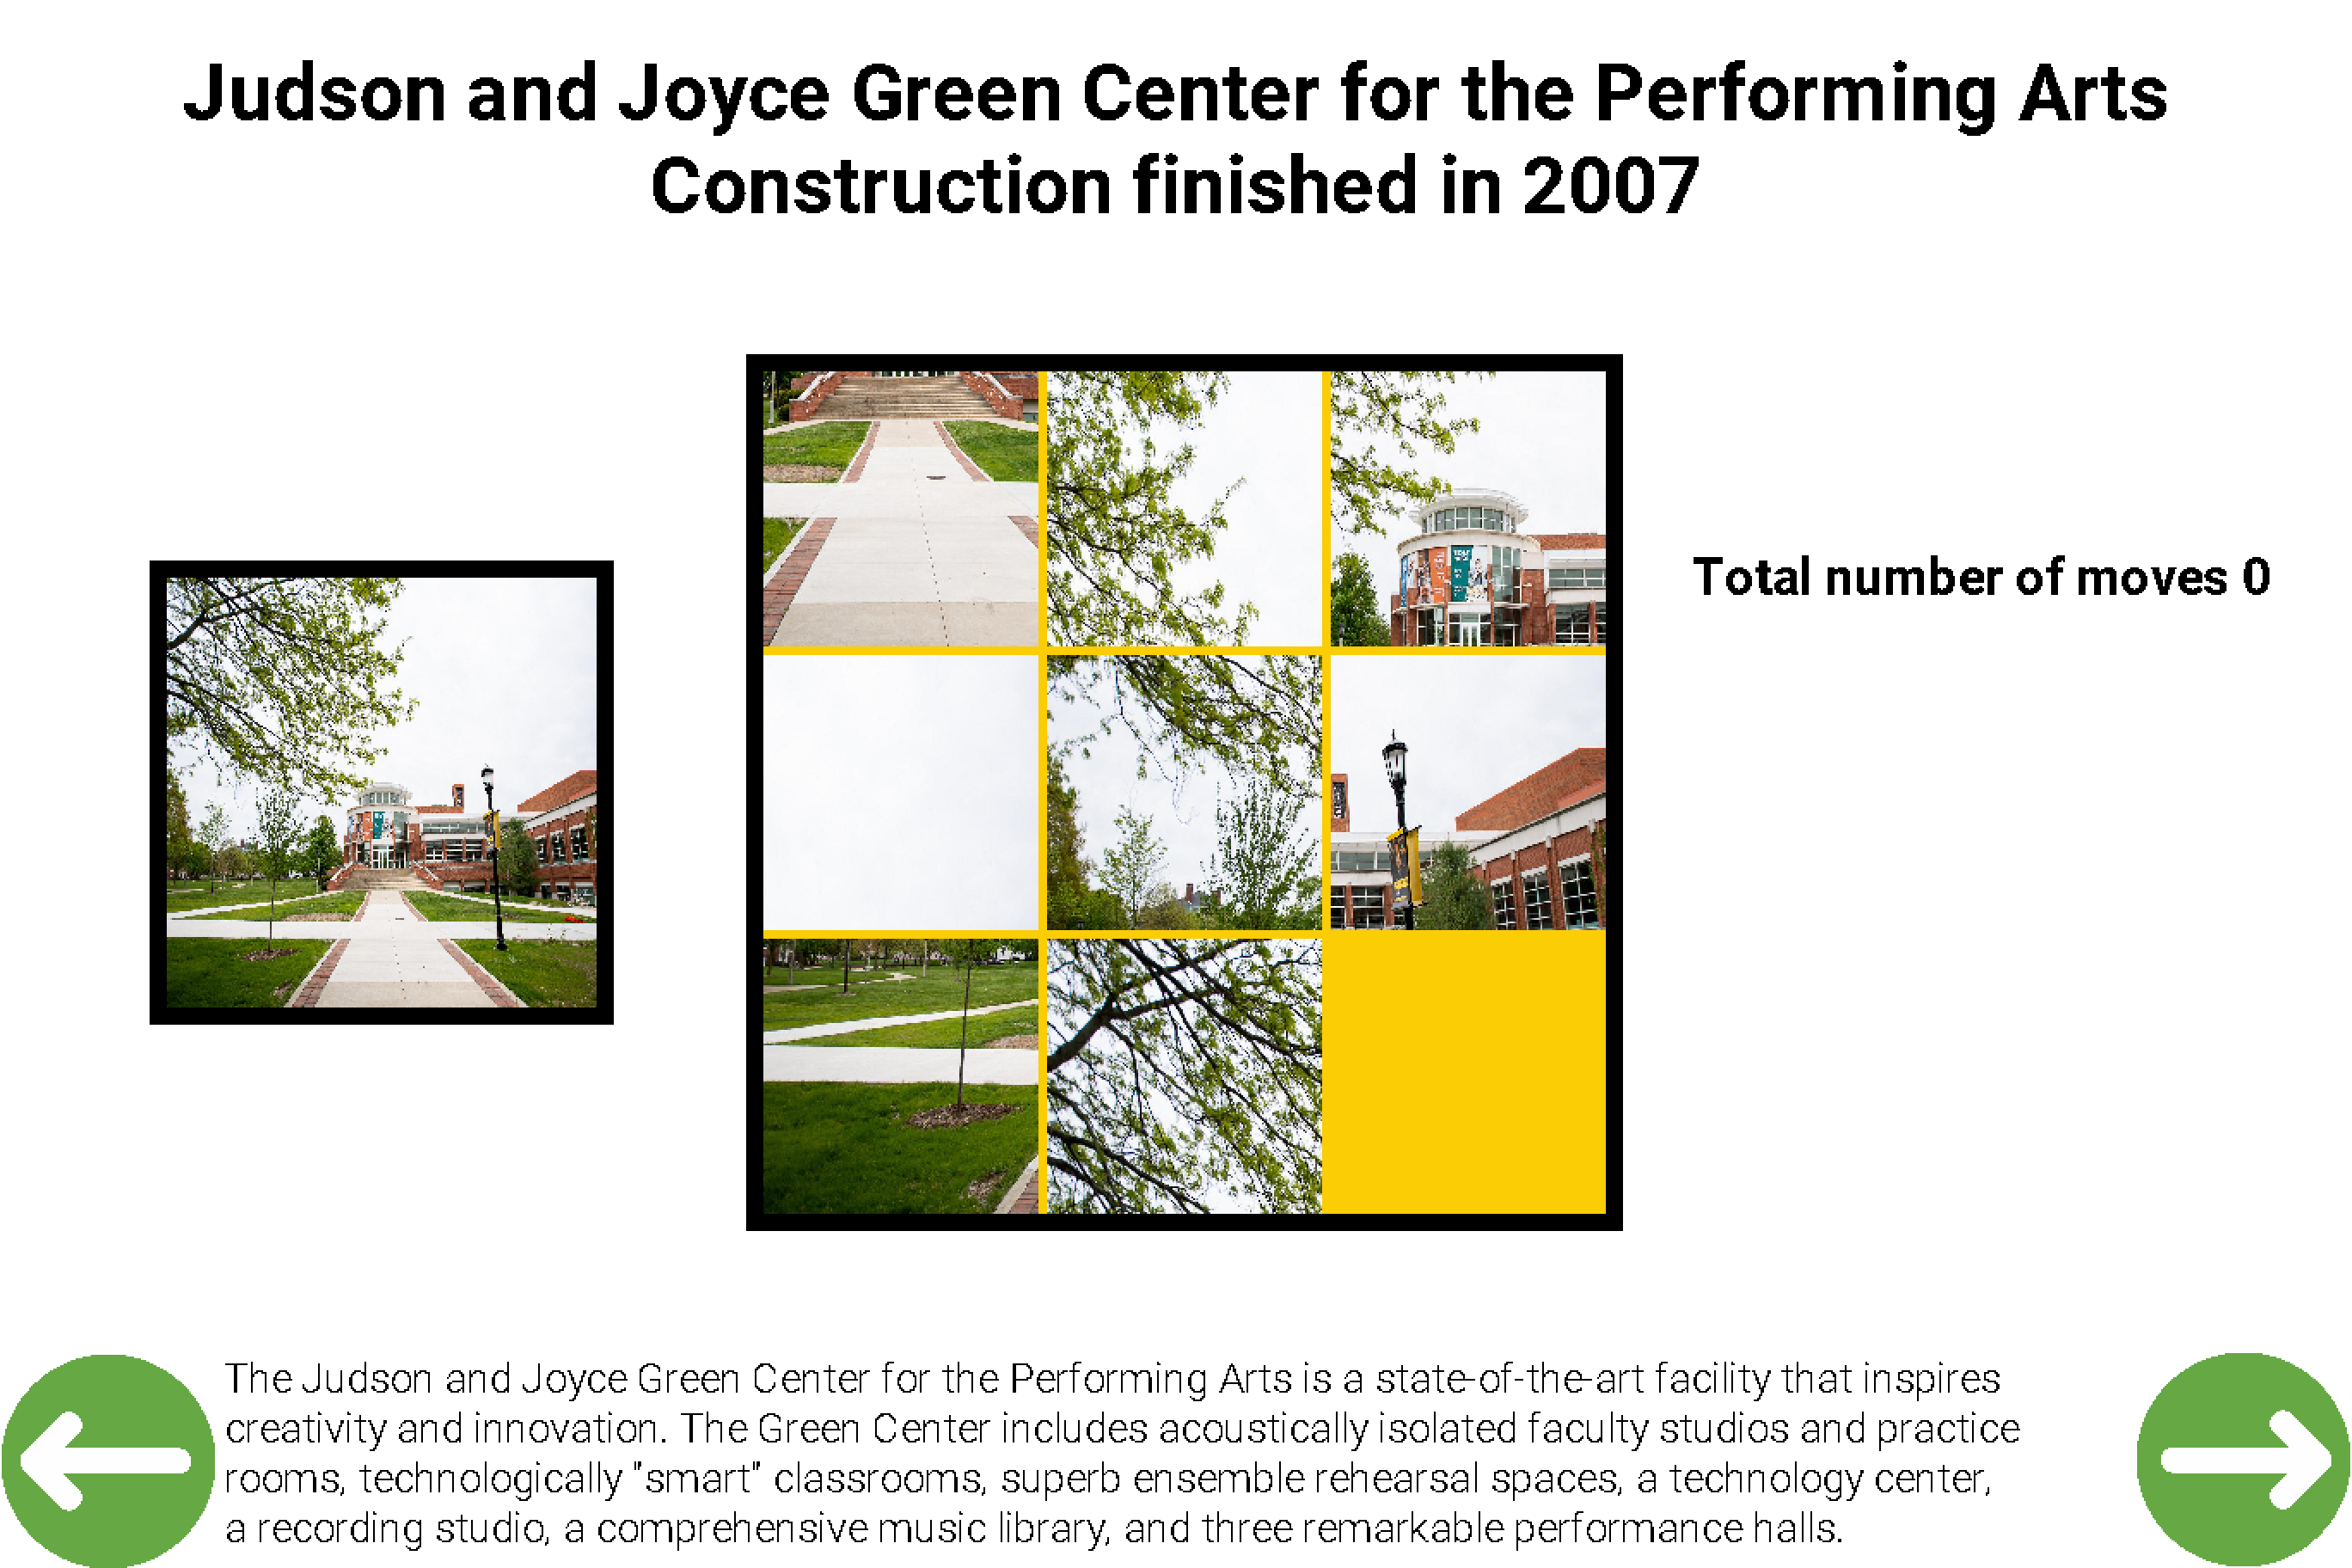 Judson and Joyce Green Center for the Performing Arts
Construction finished in 2007
Total number of moves 0
The Judson and Joyce Green Center for the Performing Arts is a state-of-the-art facility that inspires
creativity and innovation. The Green Center includes acoustically isolated faculty studios and practice
rooms, technologically "smart" classrooms, superb ensemble rehearsal spaces, a technology center,
a recording studio, a comprehensive music library, and three remarkable performance halls.